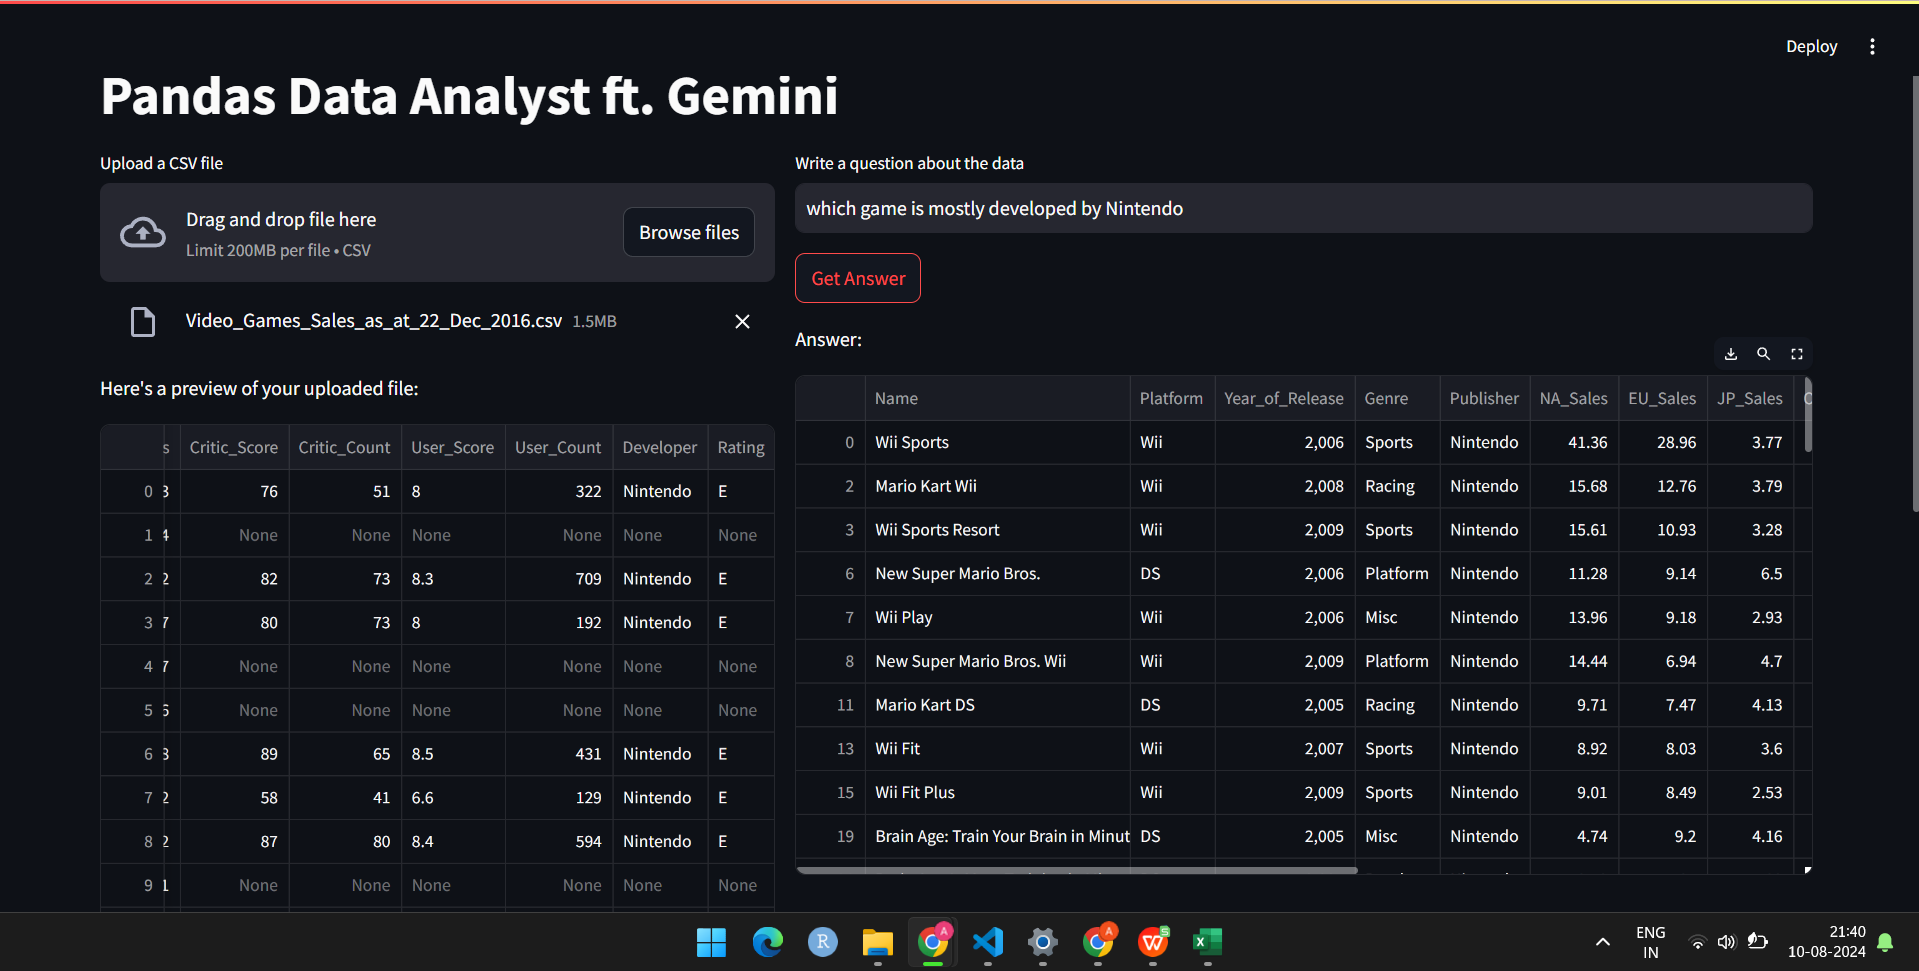 Deploy
Pandas Data Analyst ft. Gemini
Upload a CSV file
Drag and drop file here
Limit 200MB per file • CSV
Browse files
Video_Games_Sales_as_at_22_Dec_2016.csv 1.5MB
Here's a preview of your uploaded file:
s Critic_Score Critic_Count User_Score User_Count Developer Rating
0 3 76 51 8 322 Nintendo E
1 4 None None None None None None
2 2 82 73 8.3 709 Nintendo E
3 7 80 73 8 192 Nintendo E
4 7 None None None None None None
5 6 None None None None None None
6 3 89 65 8.5 431 Nintendo E
7 2 58 41 6.6 129 Nintendo E
8 2 87 80 8.4 594 Nintendo E
9 1 None None None None None None
Write a question about the data
which game is mostly developed by Nintendo
Get Answer
Answer:
Name Platform Year_of_Release Genre Publisher NA_Sales EU_Sales JP_Sales
0 Wii Sports Wii 2,006 Sports Nintendo 41.36 28.96 3.77
2 Mario Kart Wii Wii 2,008 Racing Nintendo 15.68 12.76 3.79
3 Wii Sports Resort Wii 2,009 Sports Nintendo 15.61 10.93 3.28
6 New Super Mario Bros. DS 2,006 Platform Nintendo 11.28 9.14 6.5
7 Wii Play Wii 2,006 Misc Nintendo 13.96 9.18 2.93
8 New Super Mario Bros. Wii Wii 2,009 Platform Nintendo 14.44 6.94 4.7
11 Mario Kart DS DS 2,005 Racing Nintendo 9.71 7.47 4.13
13 Wii Fit Wii 2,007 Sports Nintendo 8.92 8.03 3.6
15 Wii Fit Plus Wii 2,009 Sports Nintendo 9.01 8.49 2.53
19 Brain Age: Train Your Brain in Minut DS 2,005 Misc Nintendo 4.74 9.2 4.16
ENG
IN
21:40
10-08-2024